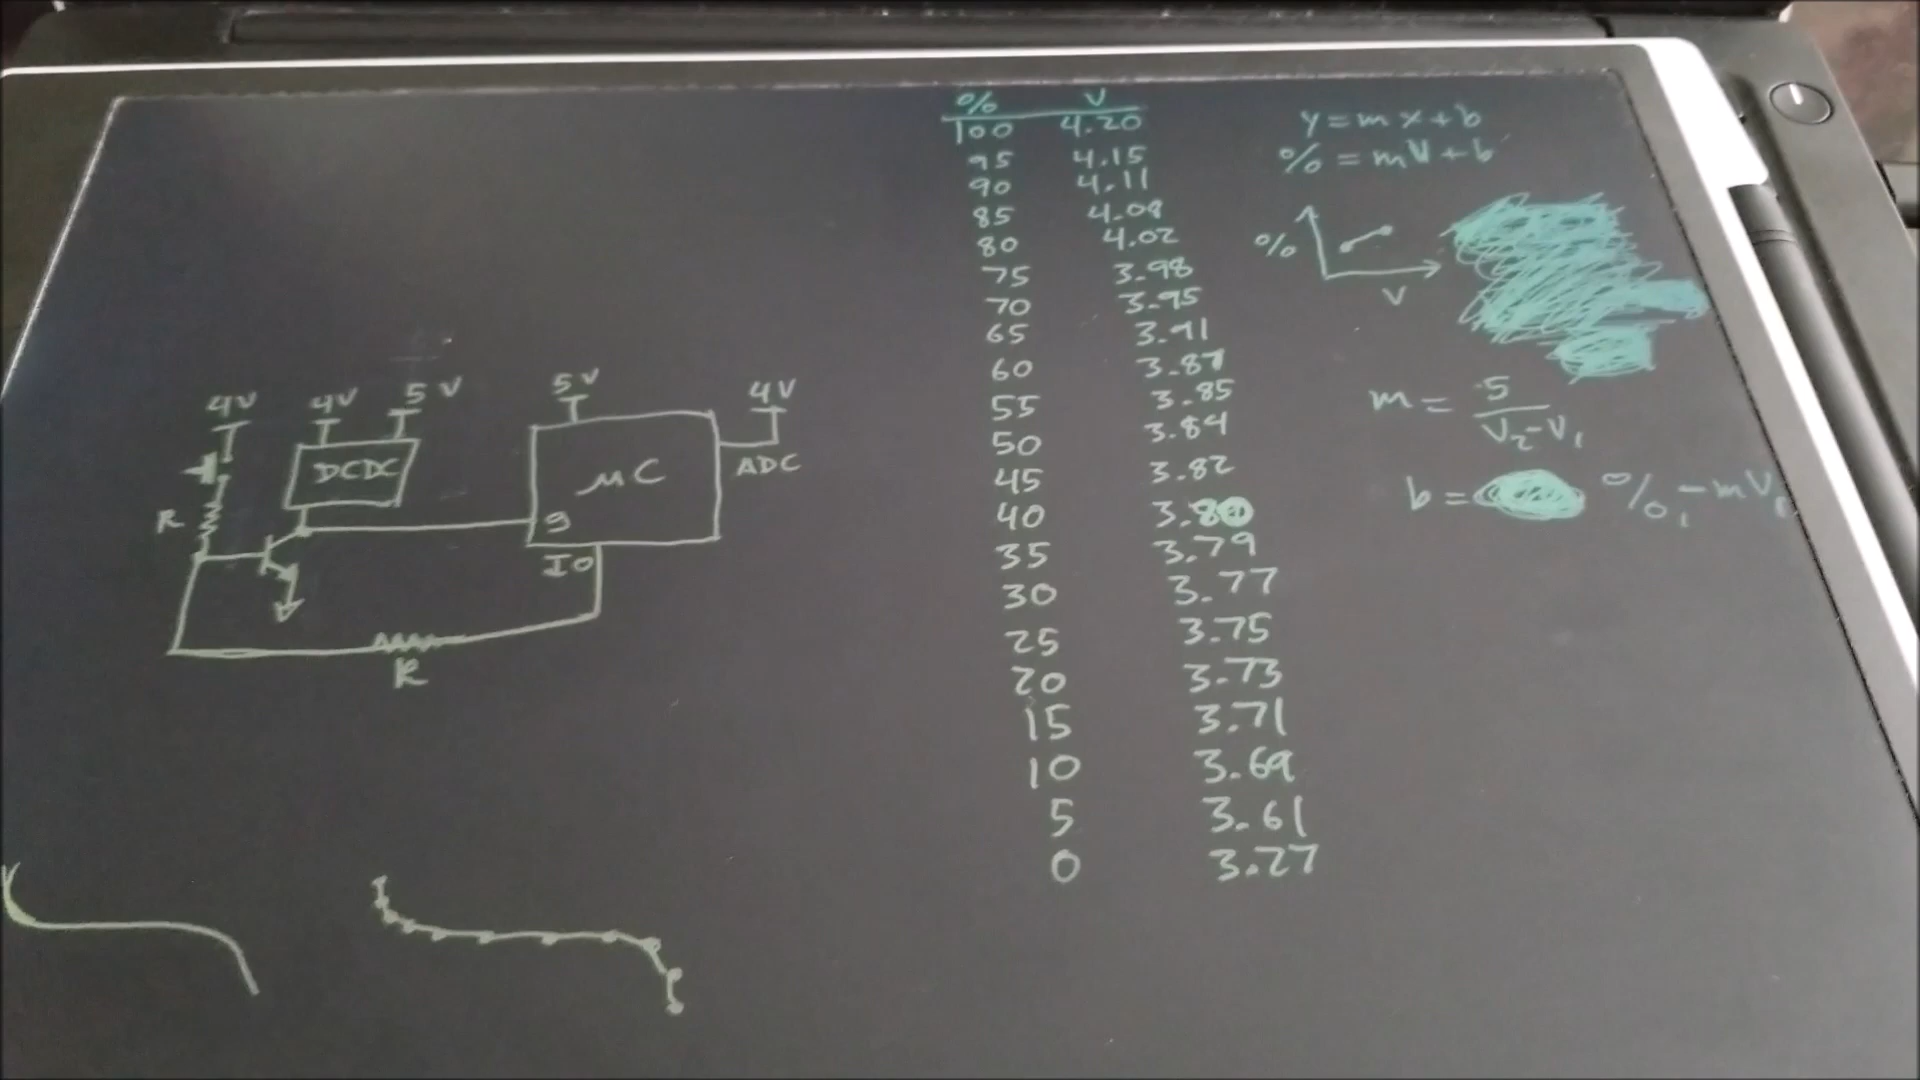 4V 4V 5V 5V 4V
DCDC
µC
ADC
R
9
IO
R
% V
100 4.20
95 4.15
90 4.11
85 4.08
80 4.02
75 3.98
70 3.95
65 3.91
60 3.87
55 3.85
50 3.84
45 3.82
40 3.80
35 3.79
30 3.77
25 3.75
20 3.73
15 3.71
10 3.69
5 3.61
0 3.27
y = mx + b
% = mV + b
%
V
m = 5 / V₂ - V₁
b = %₁ - mV₁